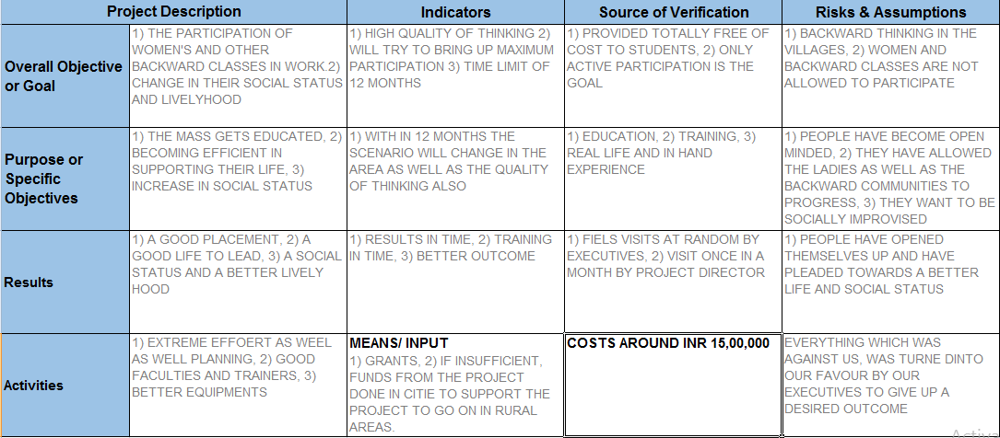 Project Description
Indicators
Source of Verification
Risks & Assumptions
Overall Objective
or Goal
1) THE PARTICIPATION OF
WOMEN'S AND OTHER
BACKWARD CLASSES IN WORK.2)
CHANGE IN THEIR SOCIAL STATUS
AND LIVELYHOOD
1) HIGH QUALITY OF THINKING 2)
WILL TRY TO BRING UP MAXIMUM
PARTICIPATION 3) TIME LIMIT OF
12 MONTHS
1) PROVIDED TOTALLY FREE OF
COST TO STUDENTS, 2) ONLY
ACTIVE PARTICIPATION IS THE
GOAL
1) BACKWARD THINKING IN THE
VILLAGES, 2) WOMEN AND
BACKWARD CLASSES ARE NOT
ALLOWED TO PARTICIPATE
Purpose or
Specific
Objectives
1) THE MASS GETS EDUCATED, 2)
BECOMING EFFICIENT IN
SUPPORTING THEIR LIFE, 3)
INCREASE IN SOCIAL STATUS
1) WITH IN 12 MONTHS THE
SCENARIO WILL CHANGE IN THE
AREA AS WELL AS THE QUALITY
OF THINKING ALSO
1) EDUCATION, 2) TRAINING, 3)
REAL LIFE AND IN HAND
EXPERIENCE
1) PEOPLE HAVE BECOME OPEN
MINDED, 2) THEY HAVE ALLOWED
THE LADIES AS WELL AS THE
BACKWARD COMMUNITIES TO
PROGRESS, 3) THEY WANT TO BE
SOCIALLY IMPROVISED
Results
1) A GOOD PLACEMENT, 2) A
GOOD LIFE TO LEAD, 3) A SOCIAL
STATUS AND A BETTER LIVELY
HOOD
1) RESULTS IN TIME, 2) TRAINING
IN TIME, 3) BETTER OUTCOME
1) FIELS VISITS AT RANDOM BY
EXECUTIVES, 2) VISIT ONCE IN A
MONTH BY PROJECT DIRECTOR
1) PEOPLE HAVE OPENED
THEMSELVES UP AND HAVE
PLEADED TOWARDS A BETTER
LIFE AND SOCIAL STATUS
Activities
1) EXTREME EFFOERT AS WEEL
AS WELL PLANNING, 2) GOOD
FACULTIES AND TRAINERS, 3)
BETTER EQUIPMENTS
MEANS/ INPUT
1) GRANTS, 2) IF INSUFFICIENT,
FUNDS FROM THE PROJECT
DONE IN CITIE TO SUPPORT THE
PROJECT TO GO ON IN RURAL
AREAS.
COSTS AROUND INR 15,00,000
EVERYTHING WHICH WAS
AGAINST US, WAS TURNE DINTO
OUR FAVOUR BY OUR
EXECUTIVES TO GIVE UP A
DESIRED OUTCOME